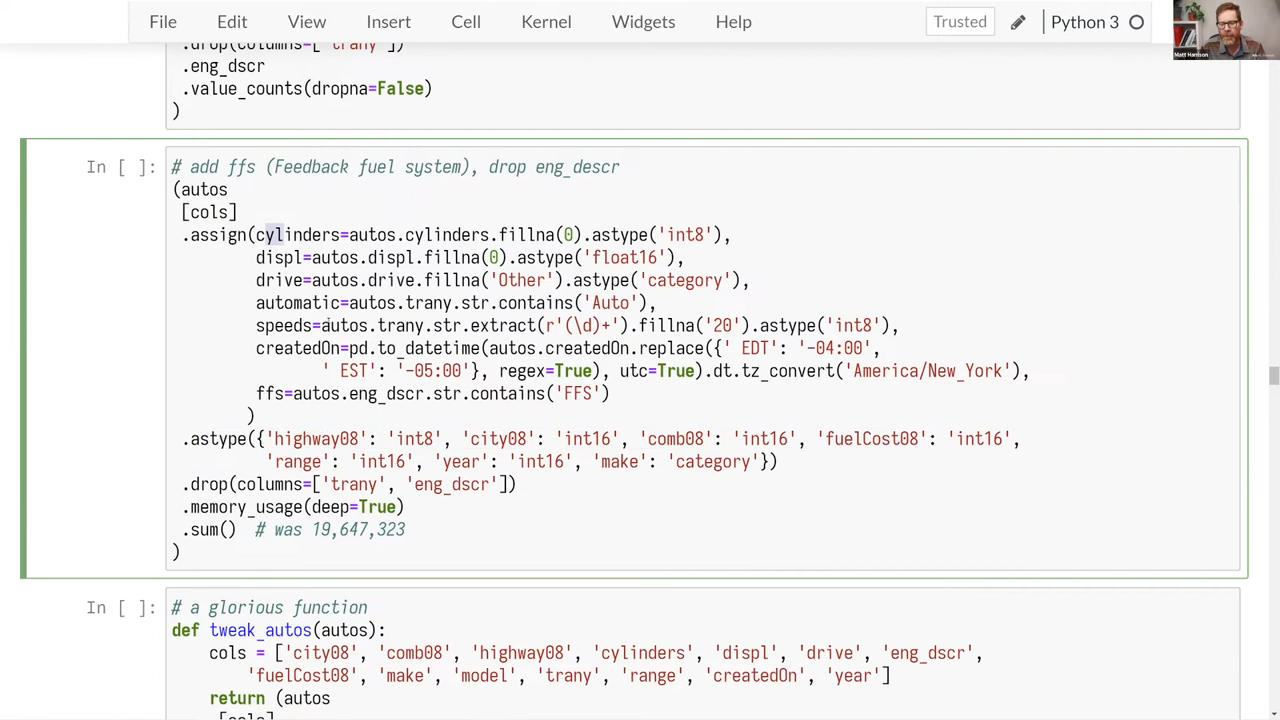 File Edit View Insert Cell Kernel Widgets Help Trusted Python 3
Matt Harrison
.drop(columns=['trany'])
.eng_dscr
.value_counts(dropna=False)
)
In [ ]:
# add ffs (Feedback fuel system), drop eng_descr
(autos
[cols]
.assign(cylinders=autos.cylinders.fillna(0).astype('int8'),
displ=autos.displ.fillna(0).astype('float16'),
drive=autos.drive.fillna('Other').astype('category'),
automatic=autos.trany.str.contains('Auto'),
speeds=autos.trany.str.extract(r'(\d)+').fillna('20').astype('int8'),
createdOn=pd.to_datetime(autos.createdOn.replace({' EDT': '-04:00',
' EST': '-05:00'}, regex=True), utc=True).dt.tz_convert('America/New_York'),
ffs=autos.eng_dscr.str.contains('FFS')
)
.astype({'highway08': 'int8', 'city08': 'int16', 'comb08': 'int16', 'fuelCost08': 'int16',
'range': 'int16', 'year': 'int16', 'make': 'category'})
.drop(columns=['trany', 'eng_dscr'])
.memory_usage(deep=True)
.sum() # was 19,647,323
)
In [ ]:
# a glorious function
def tweak_autos(autos):
cols = ['city08', 'comb08', 'highway08', 'cylinders', 'displ', 'drive', 'eng_dscr',
'fuelCost08', 'make', 'model', 'trany', 'range', 'createdOn', 'year']
return (autos
[cols]